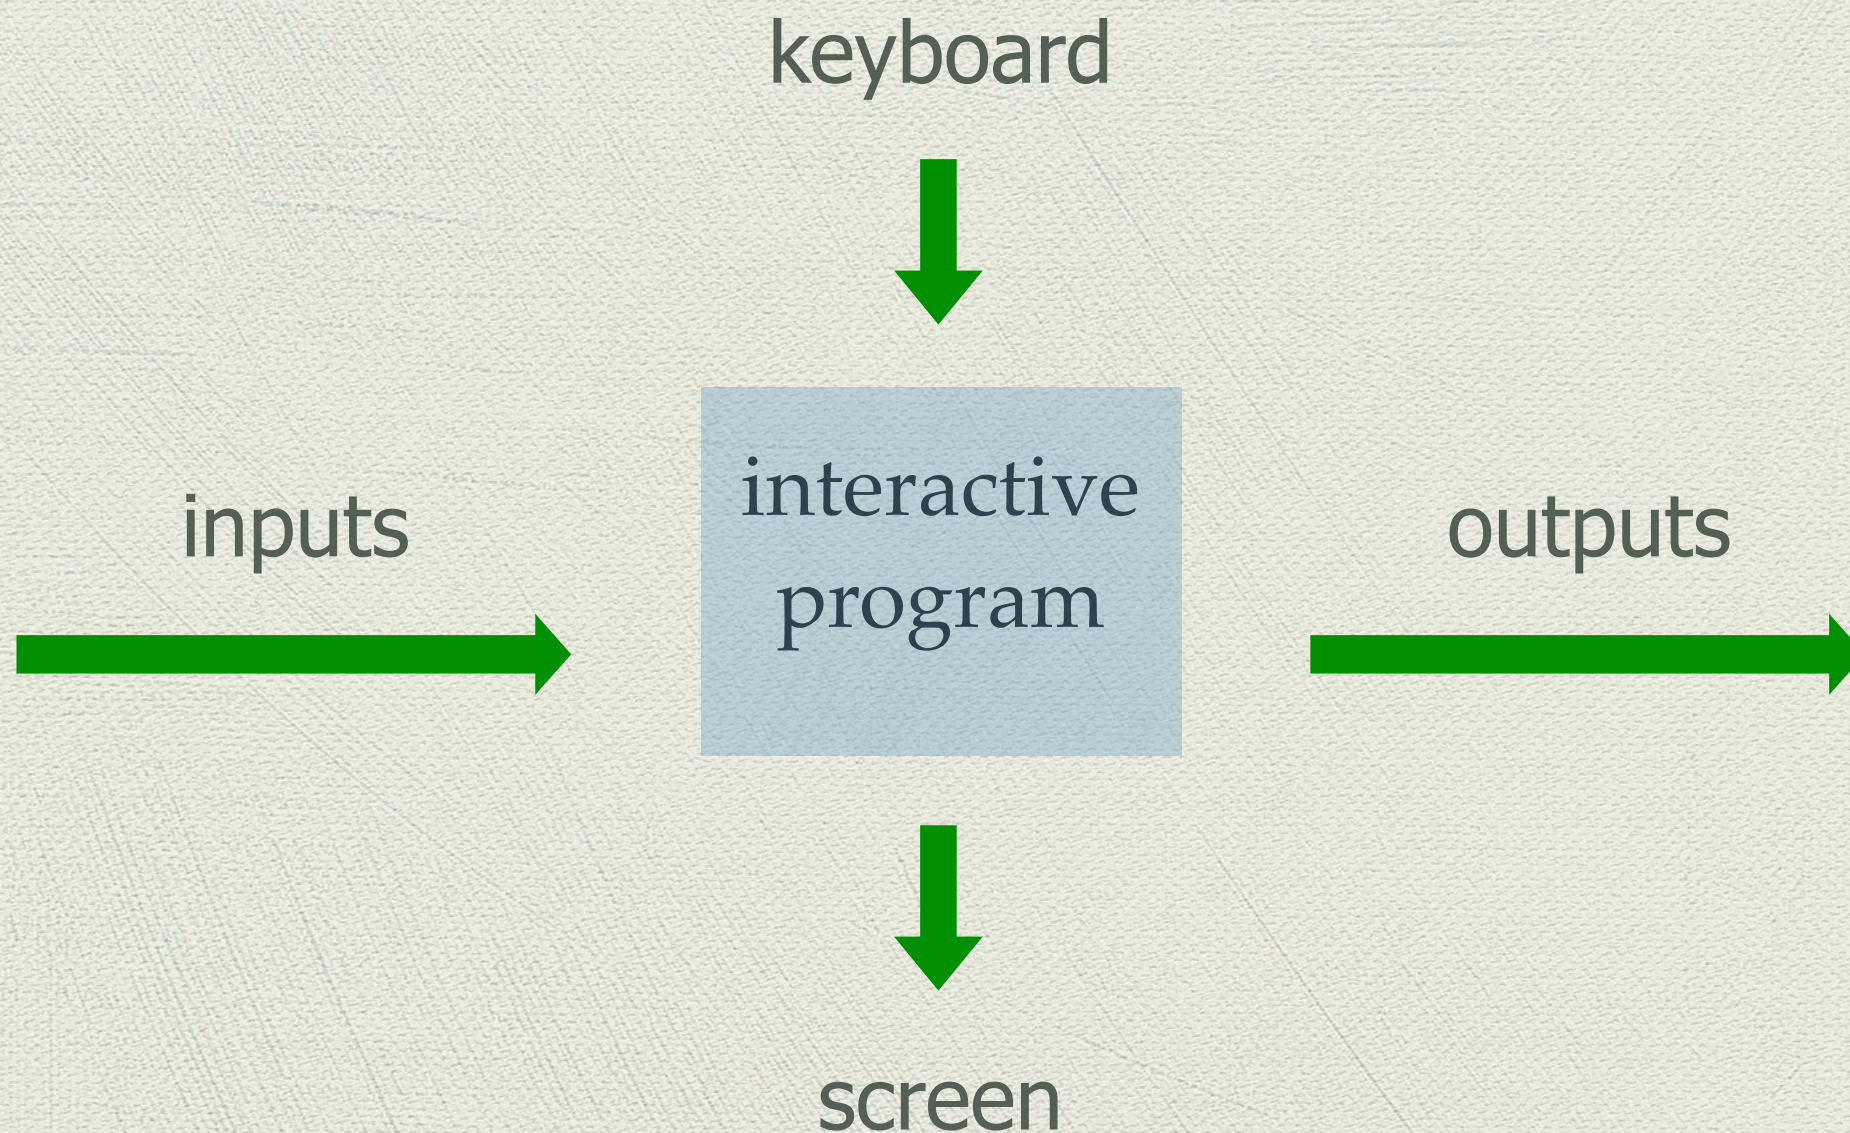 keyboard
inputs
interactive
program
outputs
screen